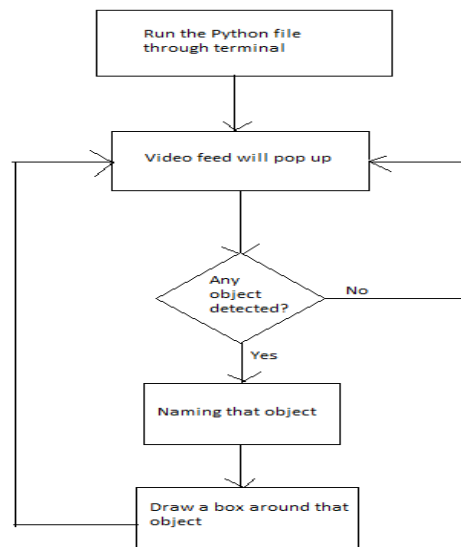 Run the Python file
through terminal
Video feed will pop up
Any
object
detected?
No
Yes
Naming that object
Draw a box around that
object